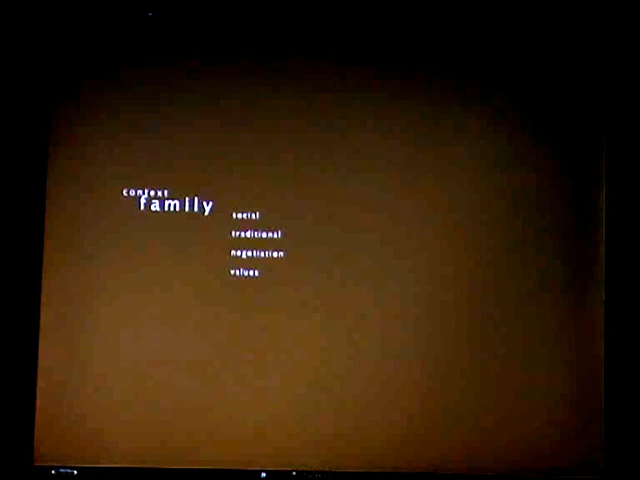 context
family
social
traditional
negotiation
values